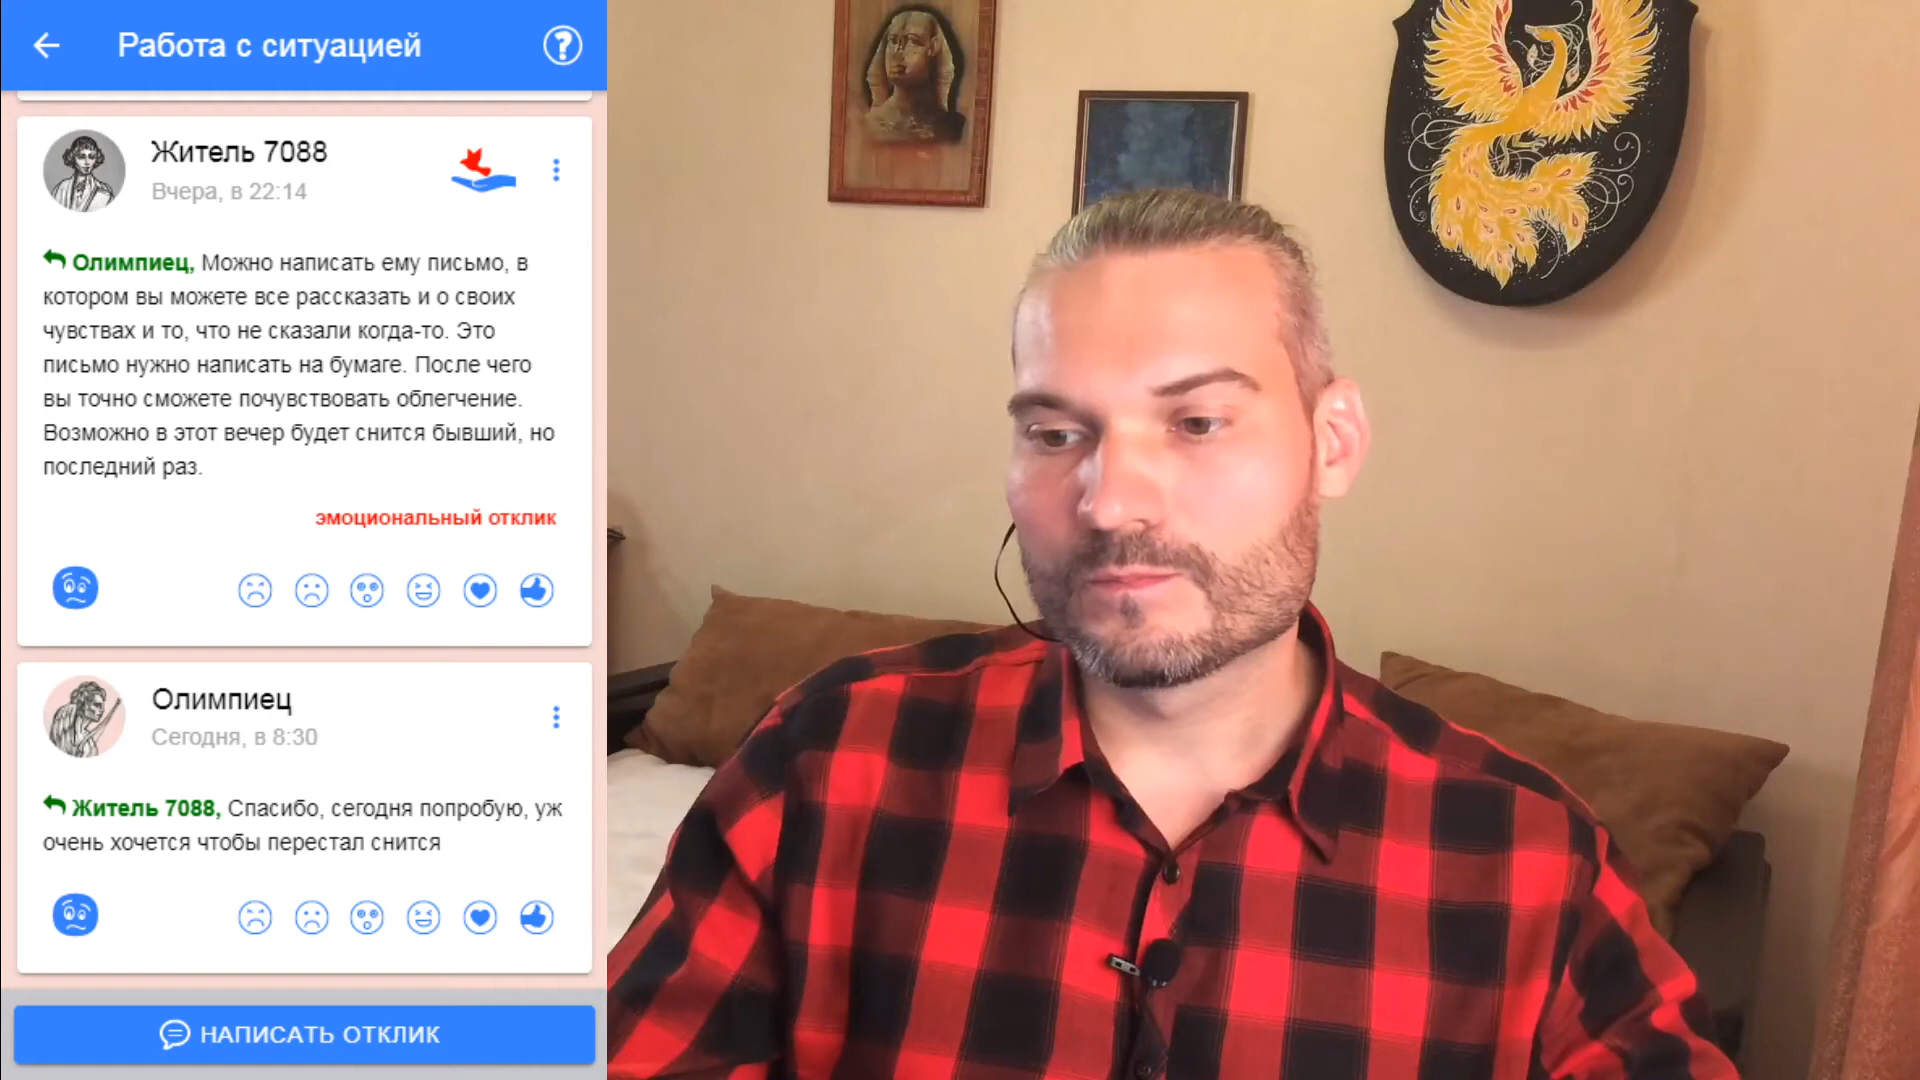 Работа с ситуацией
Житель 7088
Вчера, в 22:14
Олимпиец, Можно написать ему письмо, в
котором вы можете все рассказать и о своих
чувствах и то, что не сказали когда-то. Это
письмо нужно написать на бумаге. После чего
вы точно сможете почувствовать облегчение.
Возможно в этот вечер будет снится бывший, но
последний раз.
эмоциональный отклик
Олимпиец
Сегодня, в 8:30
Житель 7088, Спасибо, сегодня попробую, уж
очень хочется чтобы перестал снится
НАПИСАТЬ ОТКЛИК